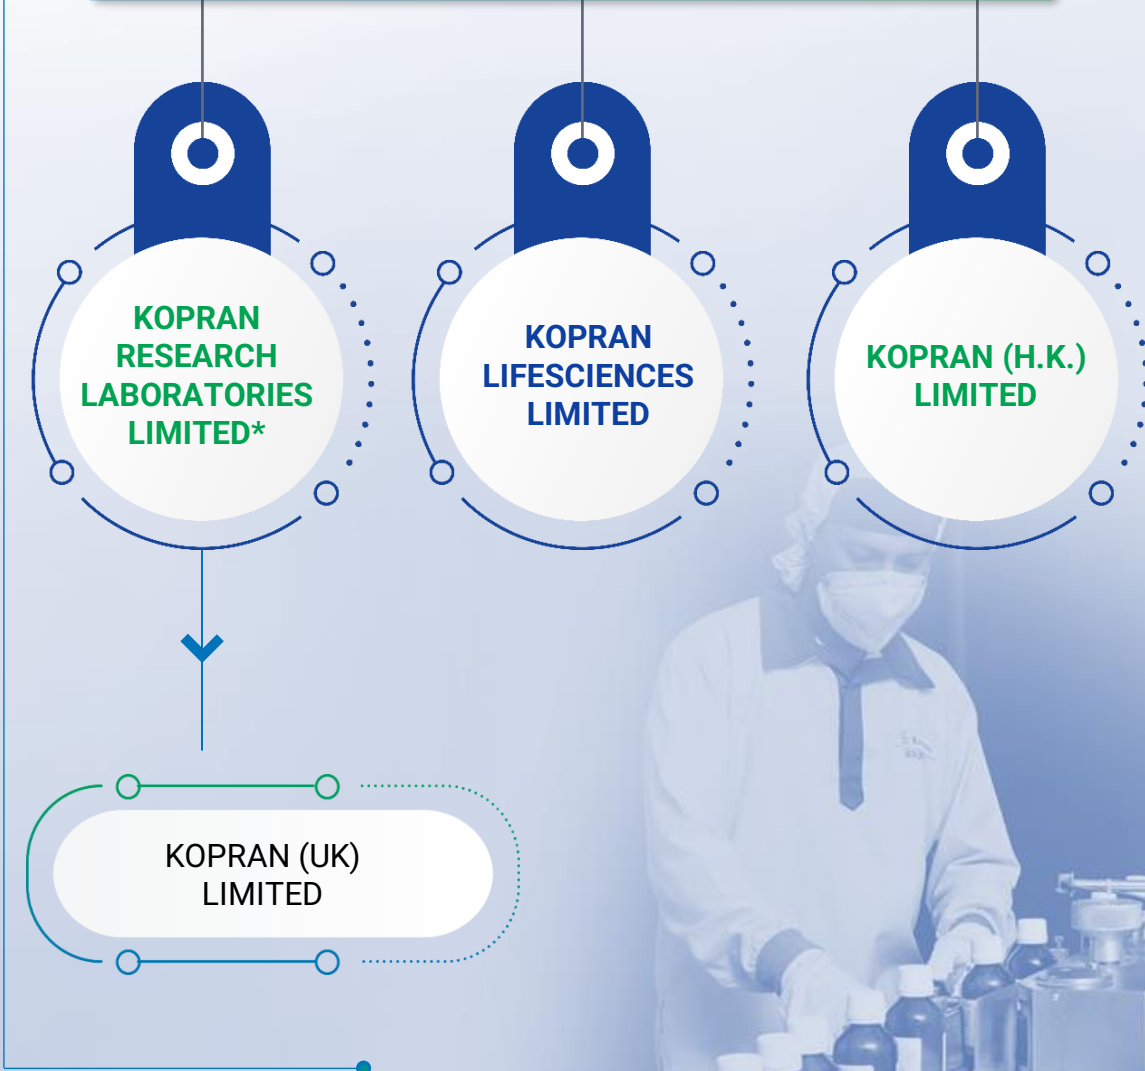 KOPRAN
RESEARCH
LABORATORIES
LIMITED*
KOPRAN
LIFESCIENCES
LIMITED
KOPRAN (H.K.)
LIMITED
KOPRAN (UK)
LIMITED